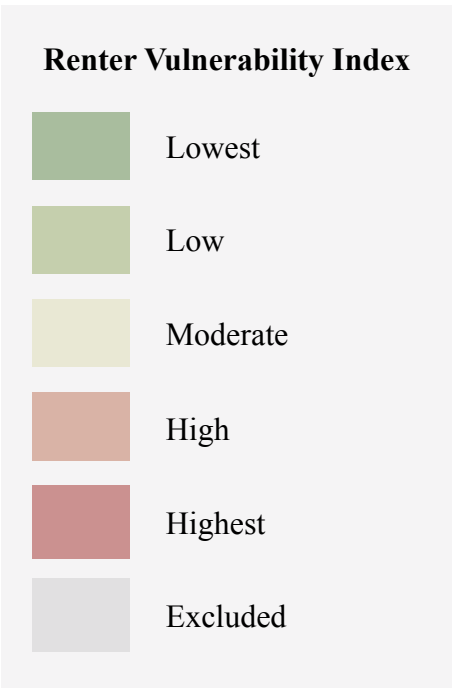 Renter Vulnerability Index
Lowest
Low
Moderate
High
Highest
Excluded